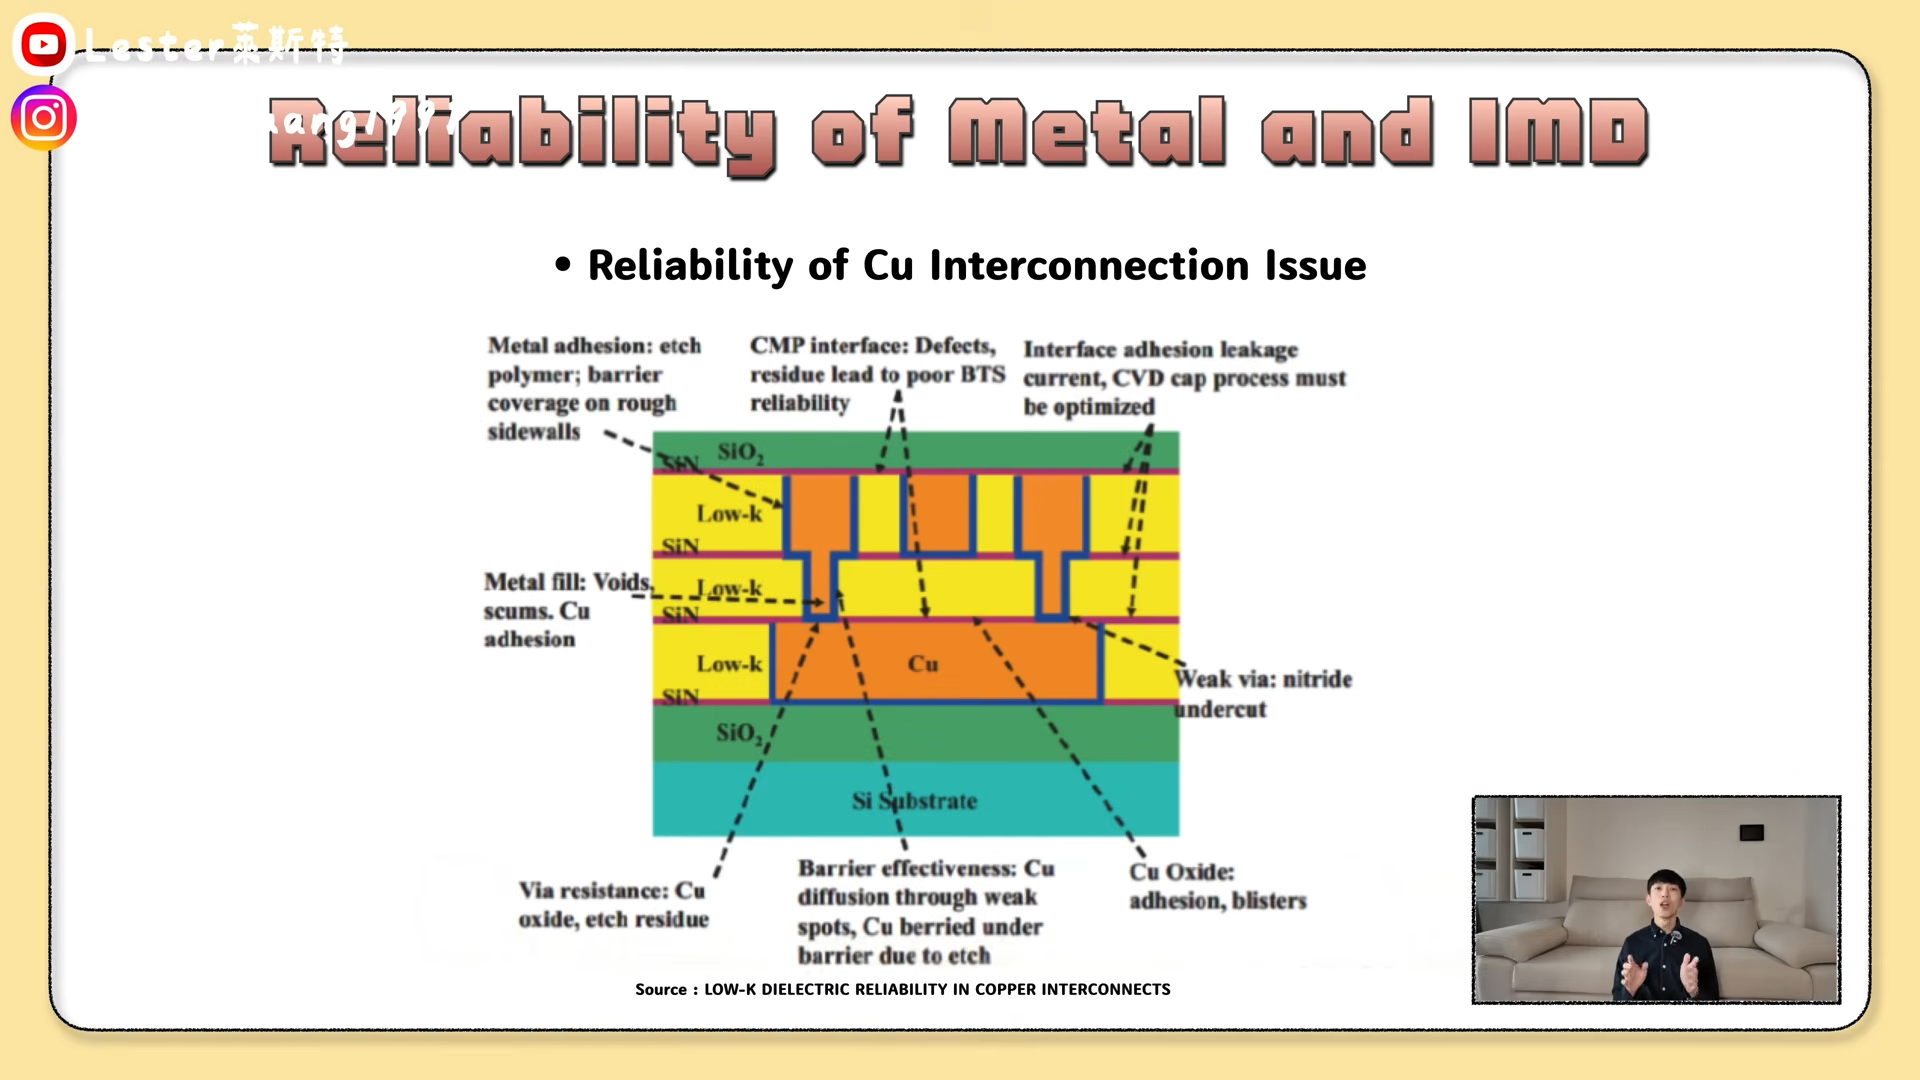 Lester萊斯特
Reliability of Metal and IMD
• Reliability of Cu Interconnection Issue
Metal adhesion: etch
polymer; barrier
coverage on rough
sidewalls
CMP interface: Defects,
residue lead to poor BTS
reliability
Interface adhesion leakage
current, CVD cap process must
be optimized
SiO2
SiN
Low-k
SiN
Metal fill: Voids,
scums. Cu
adhesion
Low-k
SiN
Low-k
Cu
SiN
Weak via: nitride
undercut
SiO2
Si Substrate
Via resistance: Cu
oxide, etch residue
Barrier effectiveness: Cu
diffusion through weak
spots, Cu berried under
barrier due to etch
Cu Oxide:
adhesion, blisters
Source : LOW-K DIELECTRIC RELIABILITY IN COPPER INTERCONNECTS